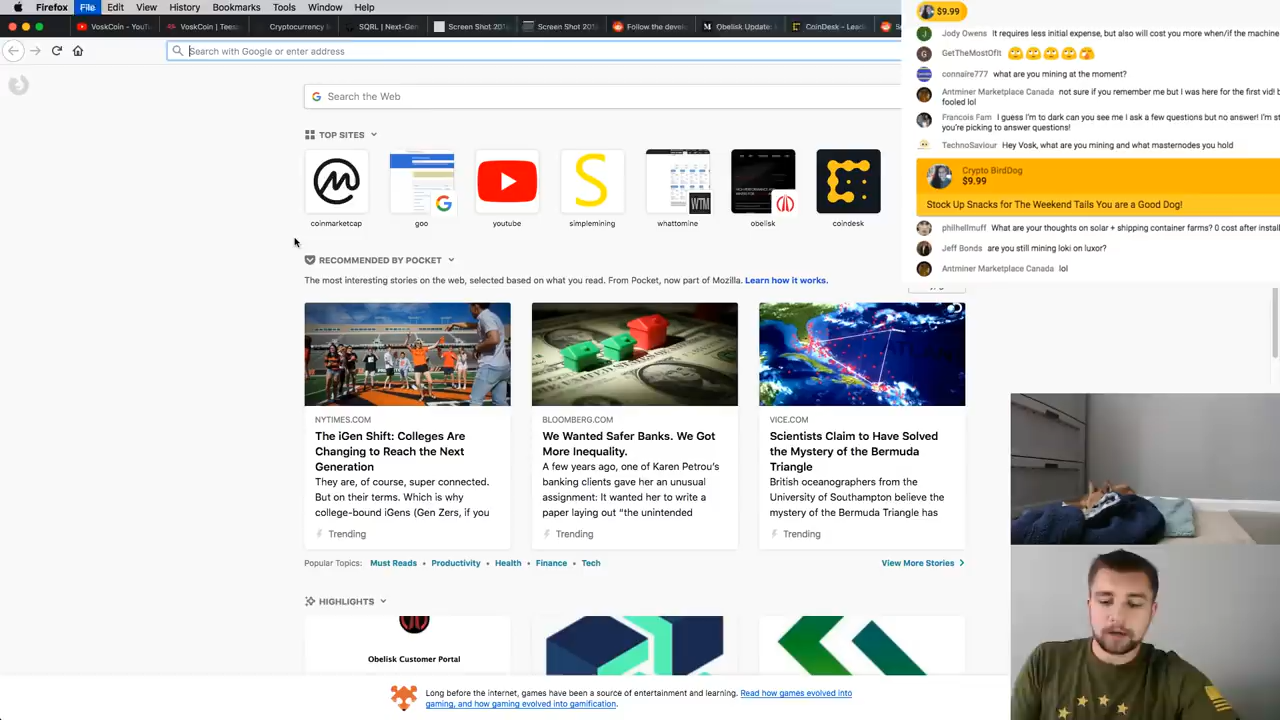 Firefox File Edit View History Bookmarks Tools Window Help
VoskCoin - YouTu VoskCoin | Teesp Cryptocurrency M SQRL | Next-Gen Screen Shot 2018 Screen Shot 2018 Follow the develo Obelisk Update: CoinDesk - Leade
Search with Google or enter address
Search the Web
TOP SITES
WTM
coinmarketcap goo youtube simplemining whattomine obelisk coindesk
RECOMMENDED BY POCKET
The most interesting stories on the web, selected based on what you read. From Pocket, now part of Mozilla. Learn how it works.
NYTIMES.COM
The iGen Shift: Colleges Are
Changing to Reach the Next
Generation
They are, of course, super connected.
But on their terms. Which is why
college-bound iGens (Gen Zers, if you
Trending
BLOOMBERG.COM
We Wanted Safer Banks. We Got
More Inequality.
A few years ago, one of Karen Petrou's
banking clients gave her an unusual
assignment: It wanted her to write a
paper laying out "the unintended
Trending
VICE.COM
Scientists Claim to Have Solved
the Mystery of the Bermuda
Triangle
British oceanographers from the
University of Southampton believe the
mystery of the Bermuda Triangle has
Trending
Popular Topics: Must Reads • Productivity • Health • Finance • Tech
View More Stories
HIGHLIGHTS
Obelisk Customer Portal
Long before the internet, games have been a source of entertainment and learning. Read how games evolved into
gaming, and how gaming evolved into gamification.
$9.99
Jody Owens It requires less initial expense, but also will cost you more when/if the machine
GetTheMostOfIt
connaire777 what are you mining at the moment?
Antminer Marketplace Canada not sure if you remember me but I was here for the first vid! b
fooled lol
Francois Fam I guess I'm to dark can you see me I ask a few questions but no answer! I'm st
you're picking to answer questions!
TechnoSaviour Hey Vosk, what are you mining and what masternodes you hold
Crypto BirdDog
$9.99
Stock Up Snacks for The Weekend Tails You are a Good Dog!
philhellmuff What are your thoughts on solar + shipping container farms? 0 cost after install
Jeff Bonds are you still mining loki on luxor?
Antminer Marketplace Canada lol